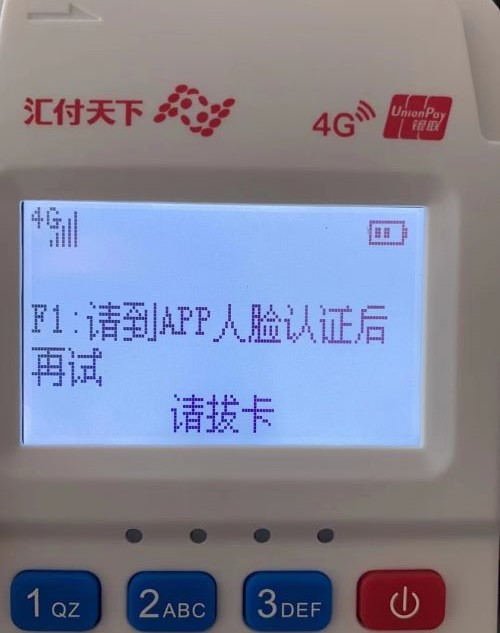 汇付天下
4G
UnionPay
银联
4G
F1:请到APP人脸认证后
再试
请拔卡
1 QZ
2 ABC
3 DEF